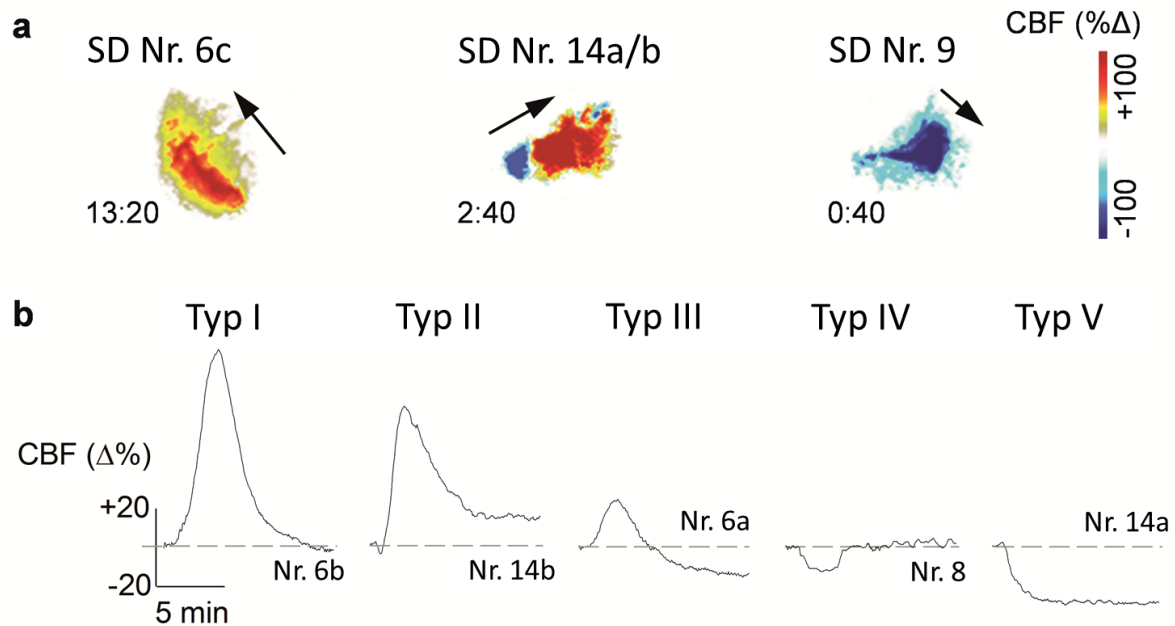 a
CBF (%Δ)
SD Nr. 6c
SD Nr. 14a/b
SD Nr. 9
+100
-100
13:20
2:40
0:40
b
Typ I
Typ II
Typ III
Typ IV
Typ V
CBF (Δ%)
+20
-20
5 min
Nr. 6b
Nr. 14b
Nr. 6a
Nr. 8
Nr. 14a